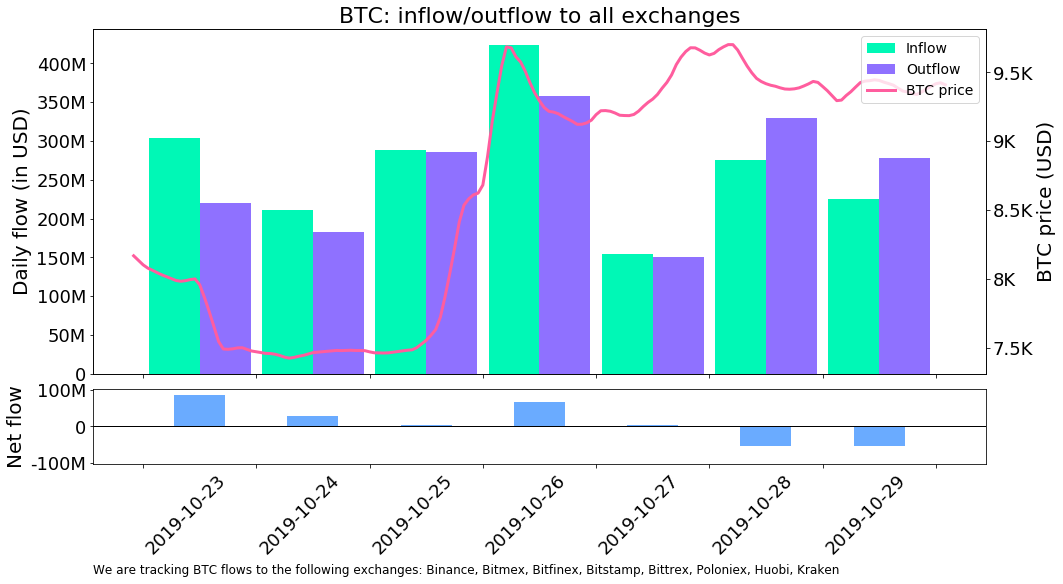 BTC: inflow/outflow to all exchanges
Daily flow (in USD)
400M
350M
300M
250M
200M
150M
100M
50M
0
Inflow
Outflow
BTC price
9.5K
9K
8.5K
8K
7.5K
BTC price (USD)
Net flow
100M
0
-100M
2019-10-23
2019-10-24
2019-10-25
2019-10-26
2019-10-27
2019-10-28
2019-10-29
We are tracking BTC flows to the following exchanges: Binance, Bitmex, Bitfinex, Bitstamp, Bittrex, Poloniex, Huobi, Kraken